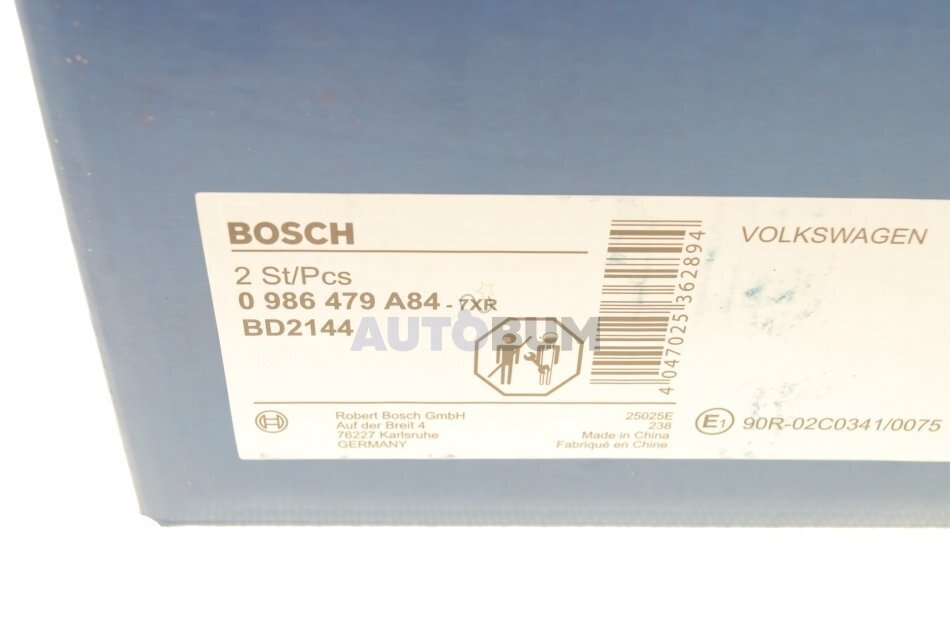 BOSCH
2 St/Pcs
0 986 479 A84 - 7XR
BD2144
AUTOBUM
4 047025 362894
VOLKSWAGEN
Robert Bosch GmbH
Auf der Breit 4
76227 Karlsruhe
GERMANY
25025E
238
Made in China
Fabriqué en Chine
E1 90R-02C0341/0075